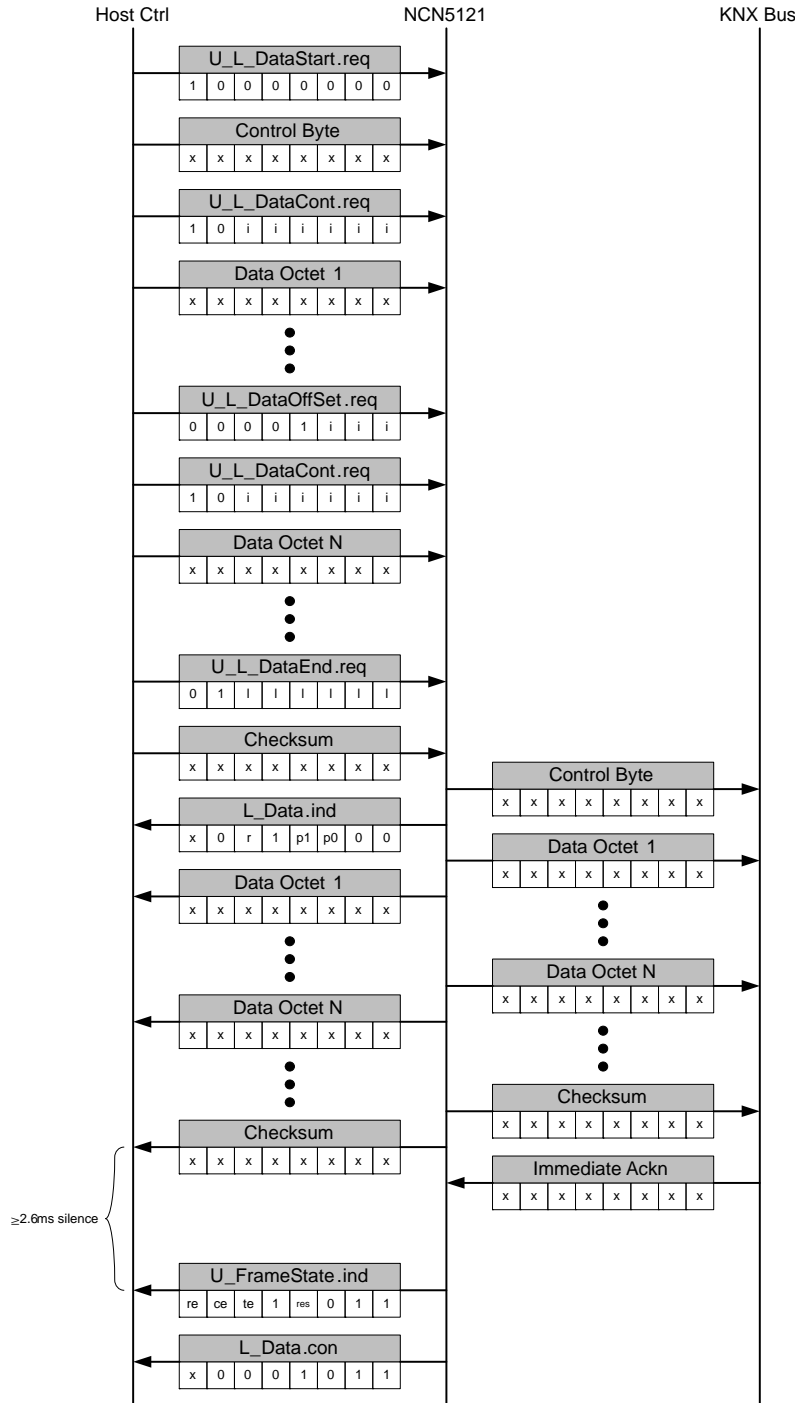 Host Ctrl NCN5121 KNX Bus
U_L_DataStart.req
1 0 0 0 0 0 0 0
Control Byte
x x x x x x x x
U_L_DataCont.req
1 0 i i i i i i
Data Octet 1
x x x x x x x x
U_L_DataOffSet.req
0 0 0 0 1 i i i
U_L_DataCont.req
1 0 i i i i i i
Data Octet N
x x x x x x x x
U_L_DataEnd.req
0 1 l l l l l l
Checksum
x x x x x x x x
Control Byte
x x x x x x x x
L_Data.ind
x 0 r 1 p1 p0 0 0
Data Octet 1
x x x x x x x x
Data Octet 1
x x x x x x x x
Data Octet N
x x x x x x x x
Data Octet N
x x x x x x x x
Checksum
x x x x x x x x
Checksum
x x x x x x x x
Immediate Ackn
x x x x x x x x
≥2.6ms silence
U_FrameState.ind
re ce te 1 res 0 1 1
L_Data.con
x 0 0 0 1 0 1 1